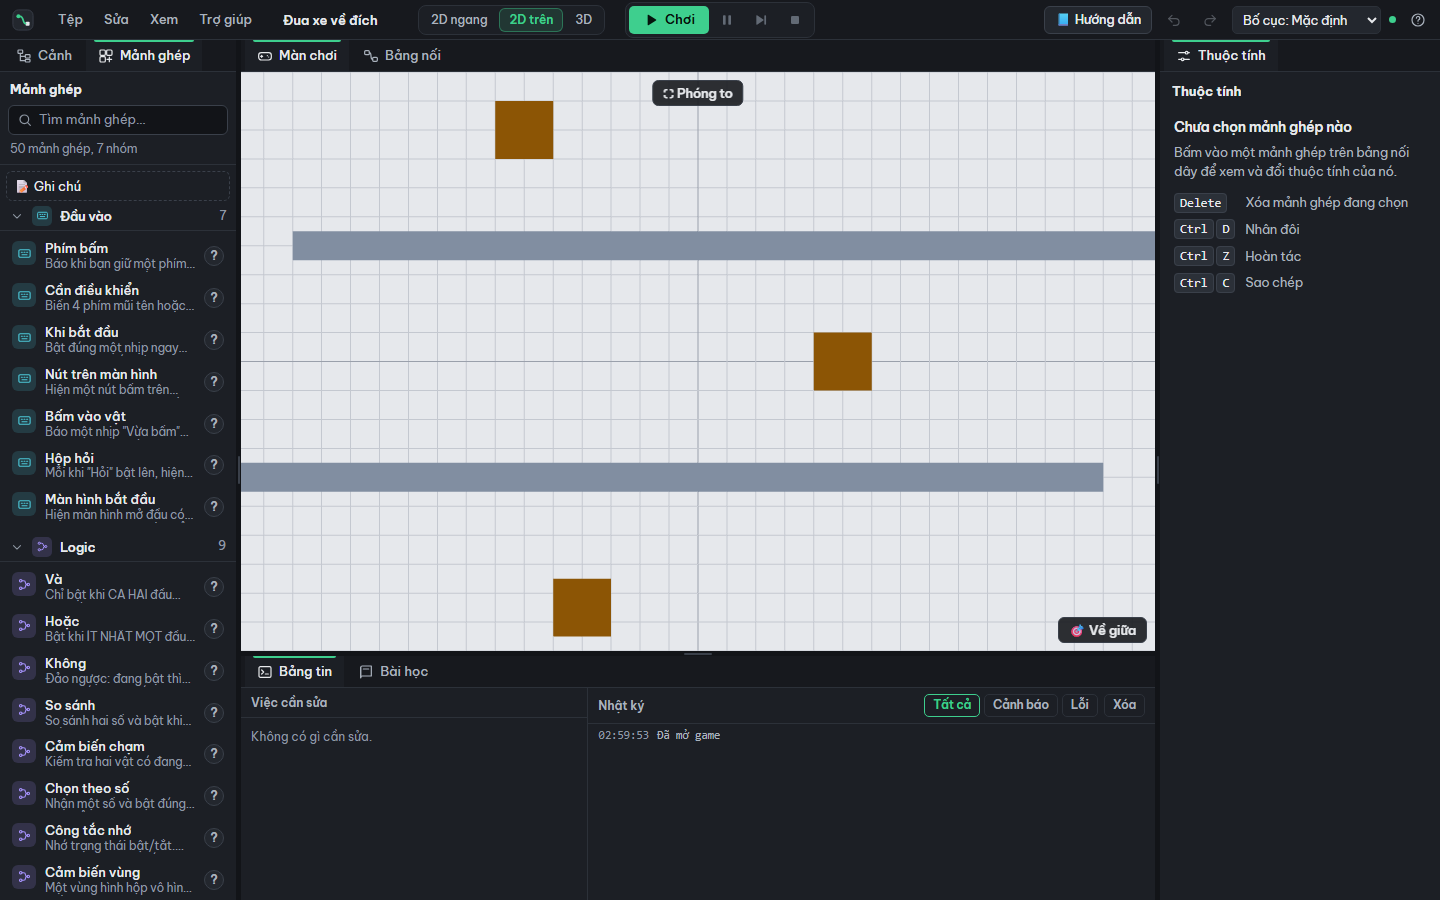 Tệp Sửa Xem Trợ giúp Đua xe về đích 2D ngang 2D trên 3D Chơi 📘 Hướng dẫn Bố cục: Mặc định
Cảnh Mảnh ghép
Mảnh ghép
Tìm mảnh ghép...
50 mảnh ghép, 7 nhóm
📝 Ghi chú
Đầu vào 7
Phím bấm
Báo khi bạn giữ một phím... ?
Cần điều khiển
Biến 4 phím mũi tên hoặc... ?
Khi bắt đầu
Bật đúng một nhịp ngay... ?
Nút trên màn hình
Hiện một nút bấm trên... ?
Bấm vào vật
Báo một nhịp "Vừa bấm"... ?
Hộp hỏi
Mỗi khi "Hỏi" bật lên, hiện... ?
Màn hình bắt đầu
Hiện màn hình mở đầu có... ?
Logic 9
Và
Chỉ bật khi CẢ HAI đầu... ?
Hoặc
Bật khi ÍT NHẤT MỘT đầu... ?
Không
Đảo ngược: đang bật thì... ?
So sánh
So sánh hai số và bật khi... ?
Cảm biến chạm
Kiểm tra hai vật có đang... ?
Chọn theo số
Nhận một số và bật đúng... ?
Công tắc nhớ
Nhớ trạng thái bật/tắt.... ?
Cảm biến vùng
Một vùng hình hộp vô hìn... ?
Màn chơi Bảng nối
Phóng to
🎯 Về giữa
Bảng tin Bài học
Việc cần sửa
Không có gì cần sửa.
Nhật ký Tất cả Cảnh báo Lỗi Xóa
02:59:53 Đã mở game
Thuộc tính
Thuộc tính
Chưa chọn mảnh ghép nào
Bấm vào một mảnh ghép trên bảng nối
dây để xem và đổi thuộc tính của nó.
Delete Xóa mảnh ghép đang chọn
Ctrl D Nhân đôi
Ctrl Z Hoàn tác
Ctrl C Sao chép